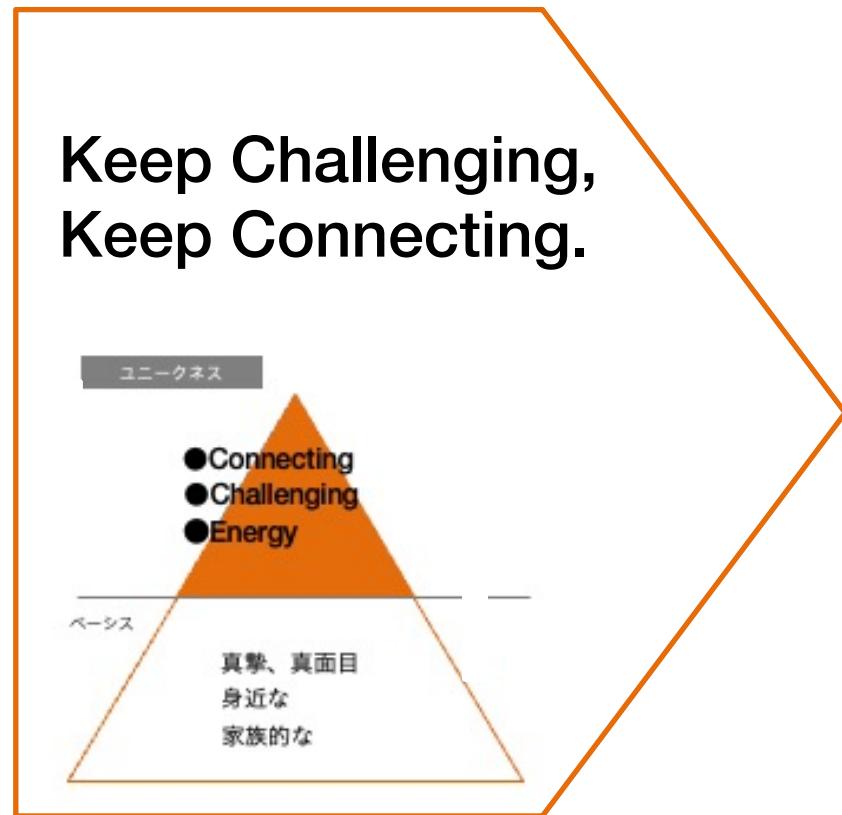 Keep Challenging,
Keep Connecting.
ユニークネス
●Connecting
●Challenging
●Energy
ベーシス
真摯、真面目
身近な
家族的な